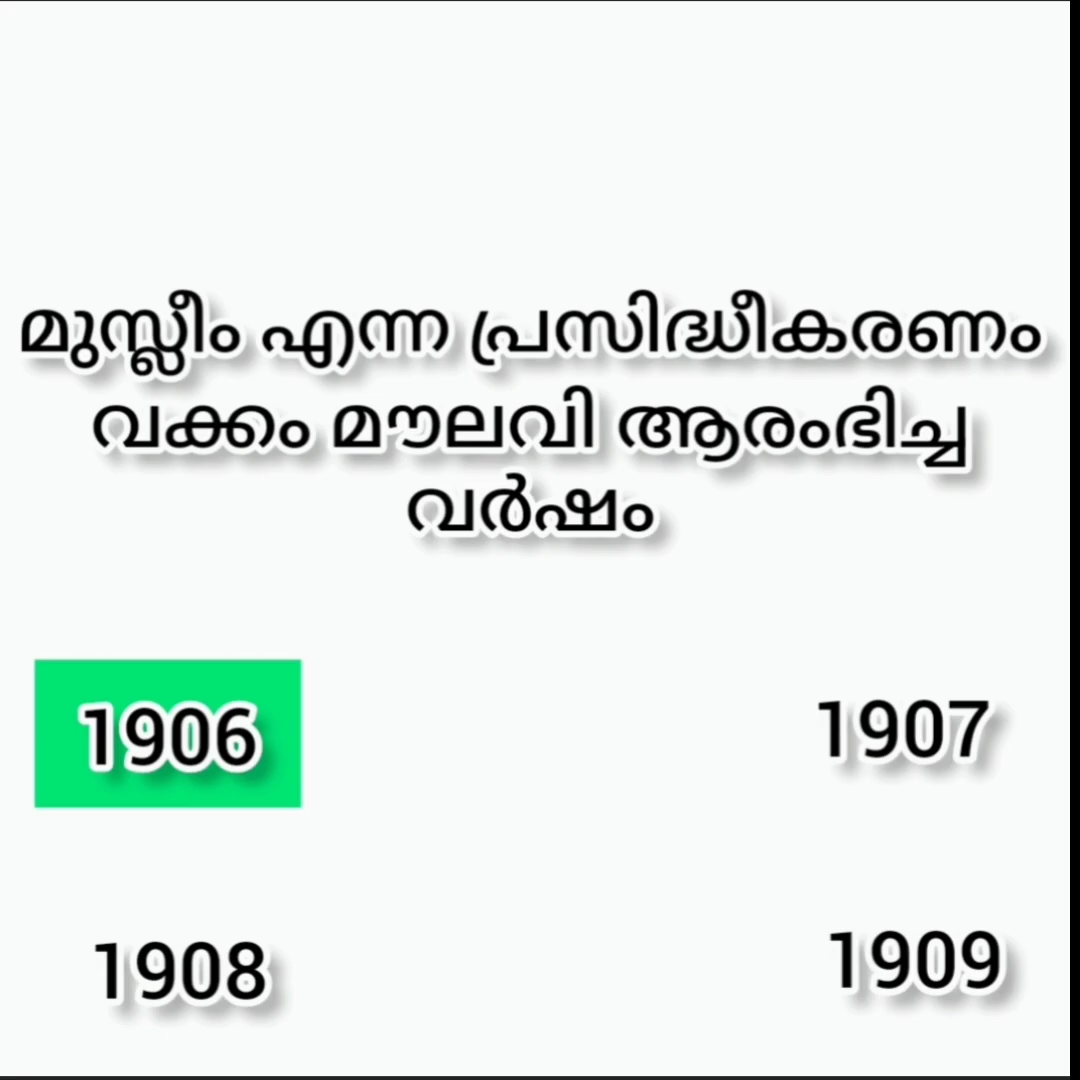 മുസ്ലീം എന്ന പ്രസിദ്ധീകരണം
വക്കം മൗലവി ആരംഭിച്ച
വർഷം
1906 1907
1908 1909